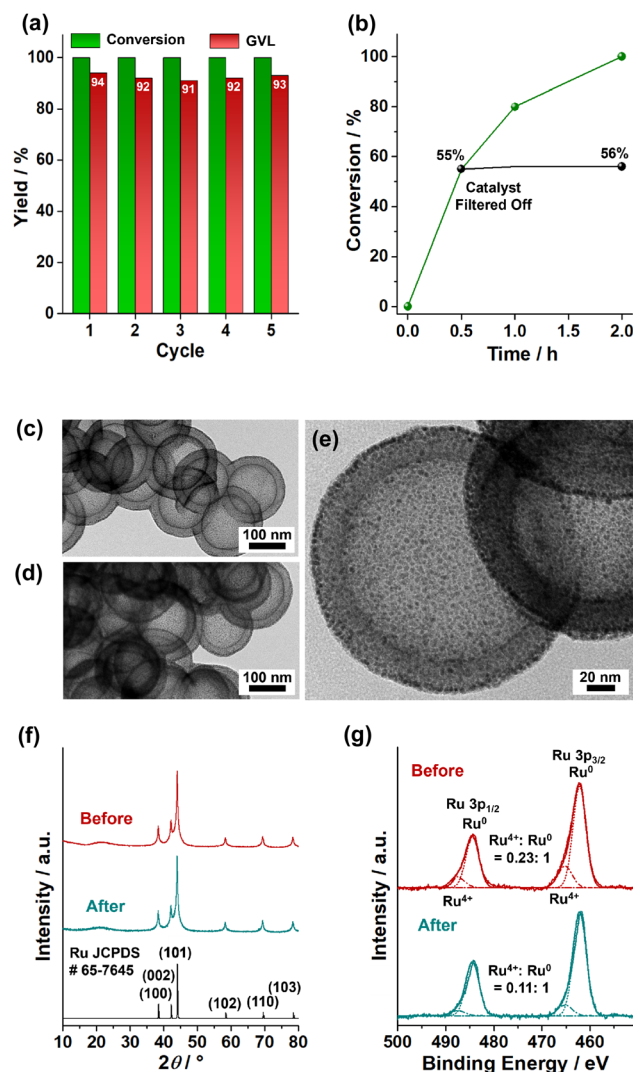 (a)
Conversion GVL
100
80
60
40
20
0
Yield / %
94 92 91 92 93
1 2 3 4 5
Cycle
(b)
100
80
60
40
20
0
Conversion / %
55%
56%
Catalyst
Filtered Off
0.0 0.5 1.0 1.5 2.0
Time / h
(c)
100 nm
(d)
100 nm
(e)
20 nm
(f)
Before
After
Ru JCPDS
# 65-7645
(101)
(002)
(100)
(102)
(110)
(103)
Intensity / a.u.
10 20 30 40 50 60 70 80
2θ / °
(g)
Before
Ru 3p3/2
Ru⁰
Ru 3p1/2
Ru⁰
Ru⁴⁺: Ru⁰
= 0.23: 1
Ru⁴⁺
Ru⁴⁺
After
Ru⁴⁺: Ru⁰
= 0.11: 1
Intensity / a.u.
500 490 480 470 460
Binding Energy / eV